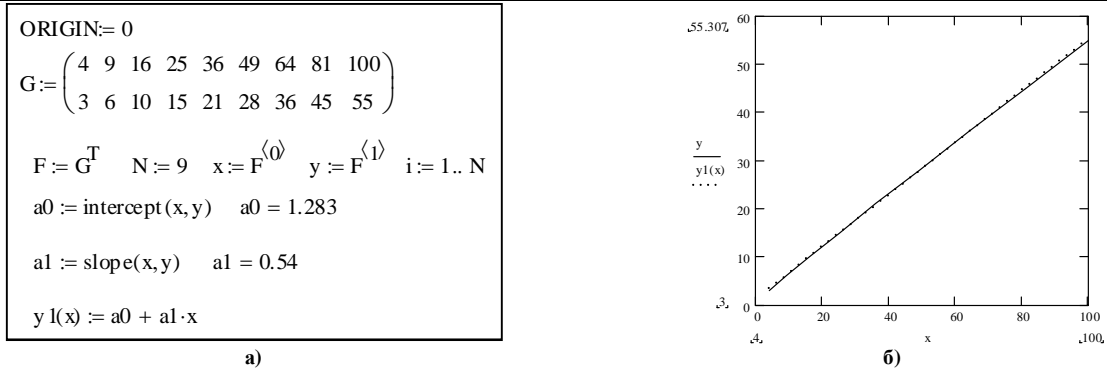 ORIGIN:= 0
G:= ( 4 9 16 25 36 49 64 81 100
3 6 10 15 21 28 36 45 55 )
F := G^T N := 9 x := F^⟨0⟩ y := F^⟨1⟩ i := 1.. N
a0 := intercept(x, y) a0 = 1.283
a1 := slope(x, y) a1 = 0.54
y1(x) := a0 + a1·x
а)
55.307
60
50
40
30
20
10
0
3
y
y1(x)
0 20 40 60 80 100
4 x 100
б)